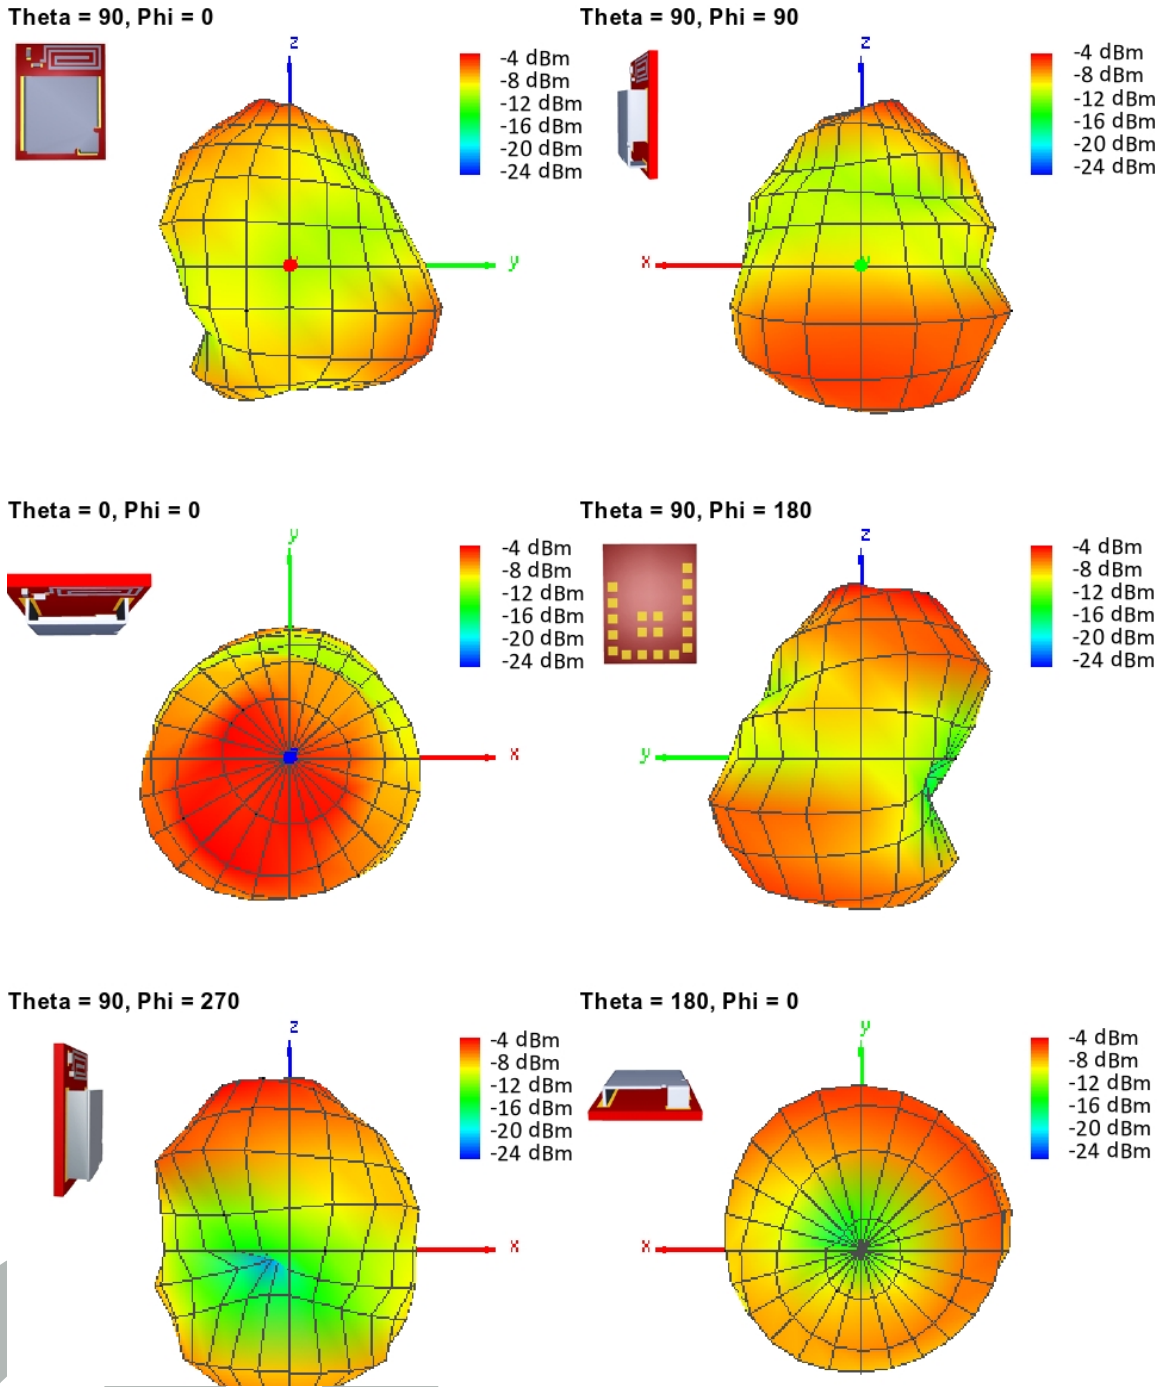 Theta = 90, Phi = 0
z
-4 dBm
-8 dBm
-12 dBm
-16 dBm
-20 dBm
-24 dBm
y
Theta = 90, Phi = 90
z
-4 dBm
-8 dBm
-12 dBm
-16 dBm
-20 dBm
-24 dBm
x
Theta = 0, Phi = 0
y
-4 dBm
-8 dBm
-12 dBm
-16 dBm
-20 dBm
-24 dBm
x
Theta = 90, Phi = 180
z
-4 dBm
-8 dBm
-12 dBm
-16 dBm
-20 dBm
-24 dBm
y
Theta = 90, Phi = 270
z
-4 dBm
-8 dBm
-12 dBm
-16 dBm
-20 dBm
-24 dBm
x
Theta = 180, Phi = 0
y
-4 dBm
-8 dBm
-12 dBm
-16 dBm
-20 dBm
-24 dBm
x